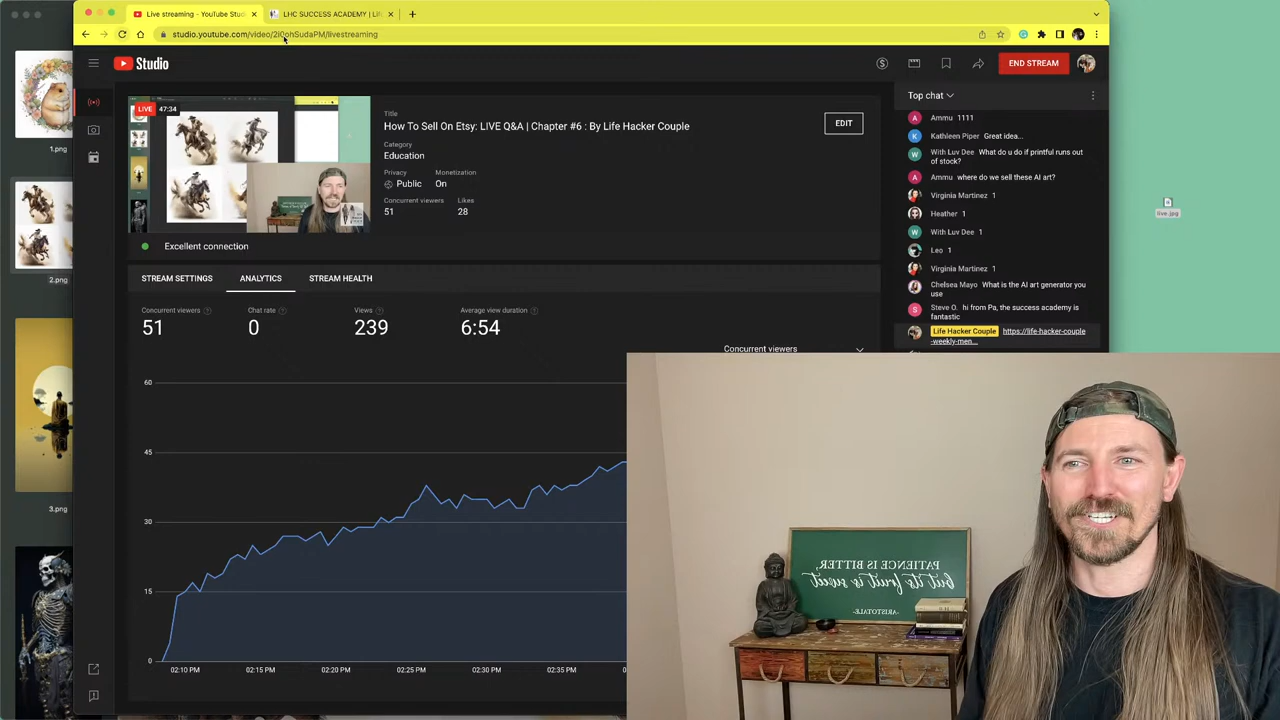 Live streaming - YouTube Stud
LHC SUCCESS ACADEMY | LIF
studio.youtube.com/video/2i0ohSudaPM/livestreaming
Studio
END STREAM
LIVE 47:34
Title
How To Sell On Etsy: LIVE Q&A | Chapter #6 : By Life Hacker Couple
EDIT
Category
Education
Privacy
Monetization
Public
On
Concurrent viewers
Likes
51
28
Excellent connection
STREAM SETTINGS
ANALYTICS
STREAM HEALTH
Concurrent viewers
Chat rate
Views
Average view duration
51
0
239
6:54
Concurrent viewers
60
45
30
15
0
02:10 PM
02:15 PM
02:20 PM
02:25 PM
02:30 PM
02:35 PM
Top chat
Ammu 1111
Kathleen Piper Great idea...
With Luv Dee What do u do if printful runs
out of stock?
Ammu where do we sell these AI art?
Virginia Martinez 1
Heather 1
With Luv Dee 1
Leo 1
Virginia Martinez 1
Chelsea Mayo What is the AI art generator you
use
Steve O. hi from Pa, the success academy is
fantastic
Life Hacker Couple https://life-hacker-couple
-weekly-men...
1.png
2.png
3.png
live.jpg
PATIENCE IS BITTER,
but its fruit is sweet
-ARISTOTLE-